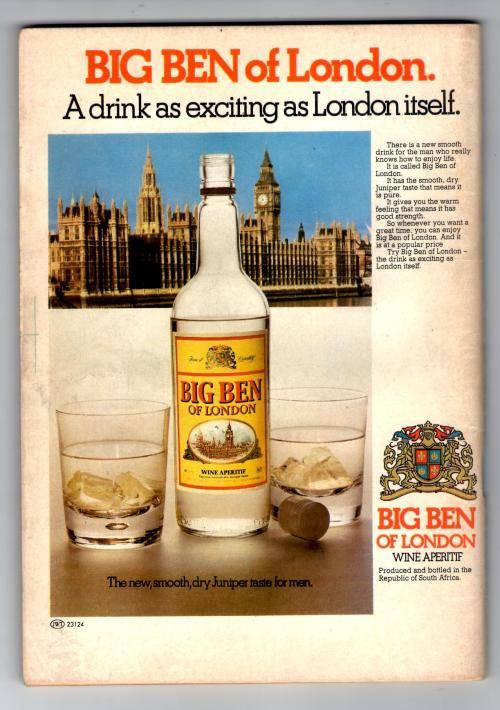 BIG BEN of London.
A drink as exciting as London itself.
There is a new smooth
drink for the man who really
knows how to enjoy life.
It is called Big Ben of
London.
It has the smooth, dry
Juniper taste that means it
is pure.
It gives you the warm
feeling that means it has
good strength.
So whenever you want a
great time, you can enjoy
Big Ben of London. And it
is at a popular price
Try Big Ben of London –
the drink as exciting as
London itself.
BIG BEN
OF LONDON
WINE APERITIF
BIG BEN
OF LONDON
WINE APERITIF
Produced and bottled in the
Republic of South Africa.
The new, smooth, dry Juniper taste for men.
JWT 23124